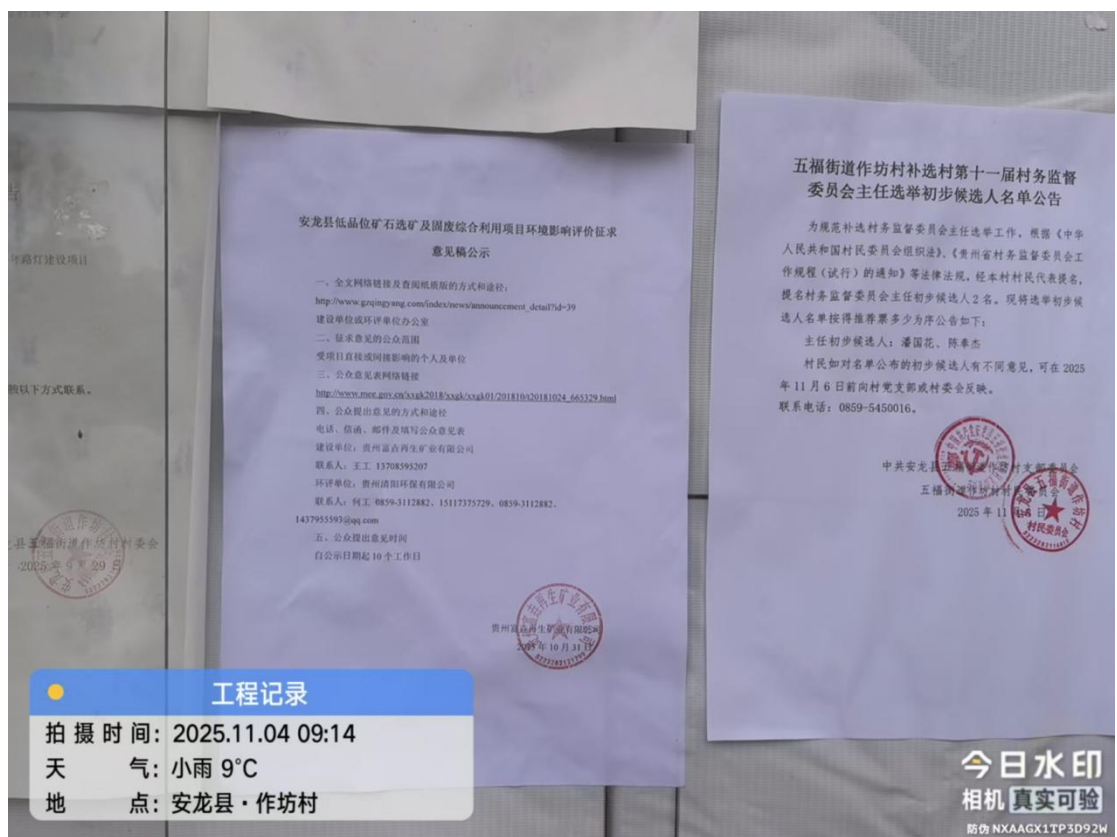 年路灯建设项目
按以下方式联系。
县五福街道作坊村村委会
2025年9月29
安龙县低品位矿石选矿及固废综合利用项目环境影响评价征求
意见稿公示
一、全文网络链接及查阅纸质版的方式和途径:
http://www.gzqingyang.com/index/news/announcement_detail?id=39
建设单位或环评单位办公室
二、征求意见的公众范围
受项目直接或间接影响的个人及单位
三、公众意见表网络链接
http://www.mee.gov.cn/xxgk2018/xxgk/xxgk01/201810/t20181024_665329.html
四、公众提出意见的方式和途径
电话、信函、邮件及填写公众意见表
建设单位:贵州富垚再生矿业有限公司
联系人:王工 13708595207
环评单位:贵州清阳环保有限公司
联系人:何工 0859-3112882、15117375729、0859-3112882、
1437955593@qq.com
五、公众提出意见时间
自公示日期起10个工作日
贵州富垚再生矿业有限公司
2025年10月31日
五福街道作坊村补选村第十一届村务监督
委员会主任选举初步候选人名单公告
为规范补选村务监督委员会主任选举工作,根据《中华
人民共和国村民委员会组织法》、《贵州省村务监督委员会工
作规程(试行)的通知》等法律法规,经本村村民代表提名,
提名村务监督委员会主任初步候选人2名。现将选举初步候
选人名单按得推荐票多少为序公告如下:
主任初步候选人:潘国花、陈奉杰
村民如对名单公布的初步候选人有不同意见,可在2025
年11月6日前向村党支部或村委会反映。
联系电话:0859-5450016。
中共安龙县五福街道作坊村支部委员会
五福街道作坊村村民委员会
2025年11月 日
村民委员会
工程记录
拍摄时间:2025.11.04 09:14
天 气:小雨 9℃
地 点:安龙县·作坊村
今日水印
相机 真实可验
防伪 NXAAGX1TP3D92W